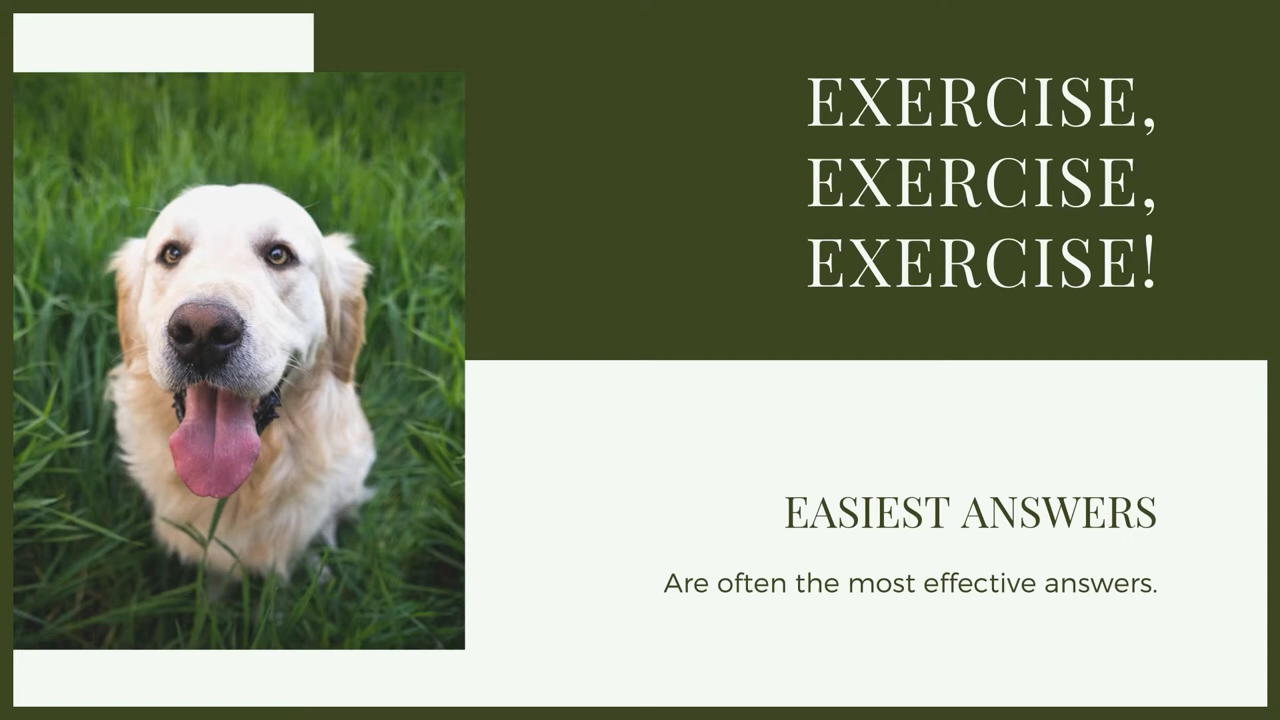 EXERCISE,
EXERCISE,
EXERCISE!
EASIEST ANSWERS
Are often the most effective answers.